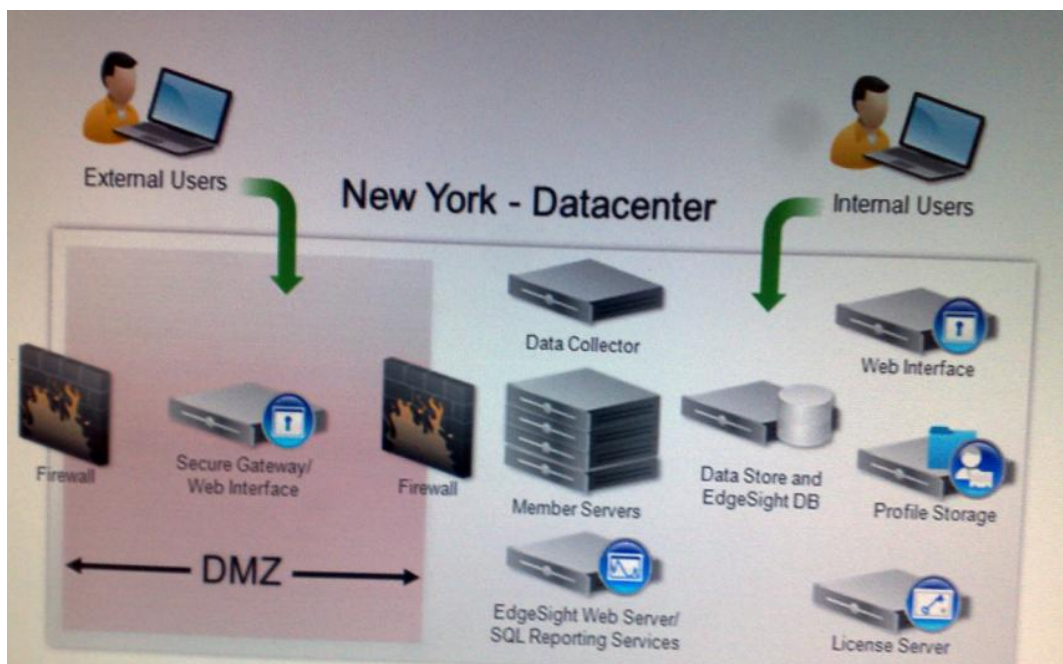 External Users
Internal Users
New York - Datacenter
Data Collector
Web Interface
Firewall
Secure Gateway/
Web Interface
Firewall
Member Servers
Data Store and
EdgeSight DB
Profile Storage
DMZ
EdgeSight Web Server/
SQL Reporting Services
License Server